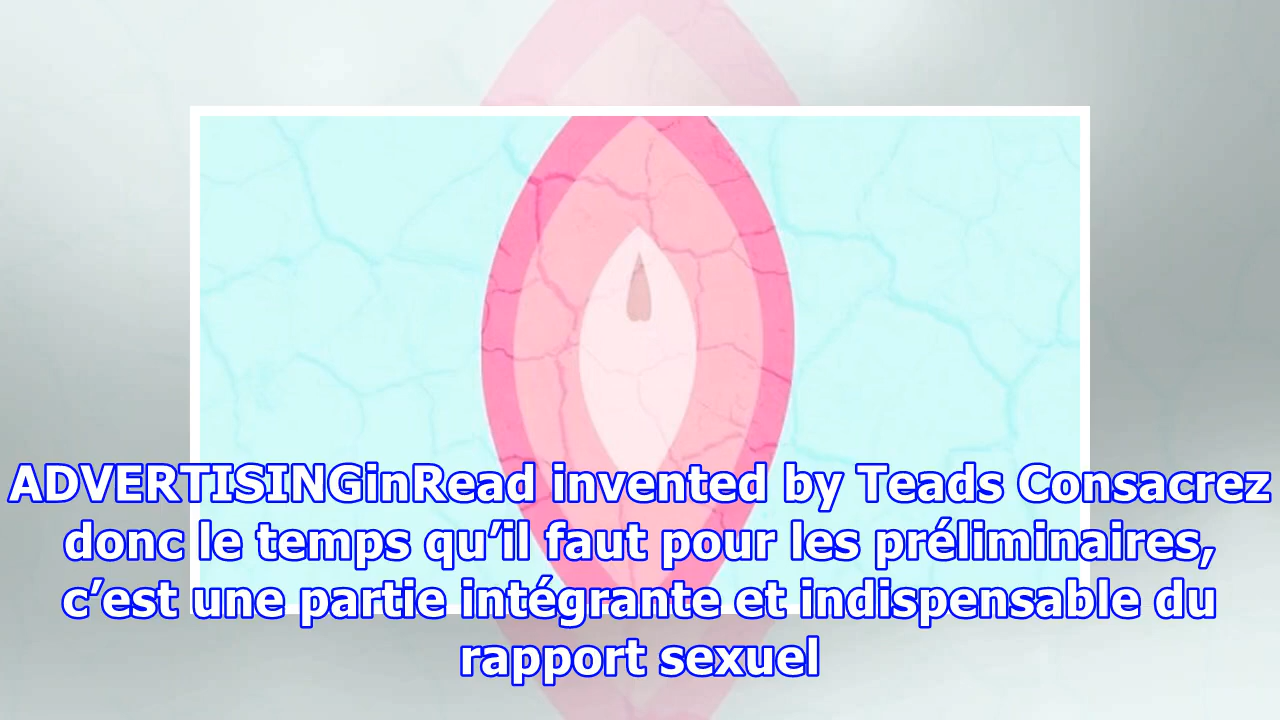 ADVERTISINGinRead invented by Teads Consacrez
donc le temps qu’il faut pour les préliminaires,
c’est une partie intégrante et indispensable du
rapport sexuel